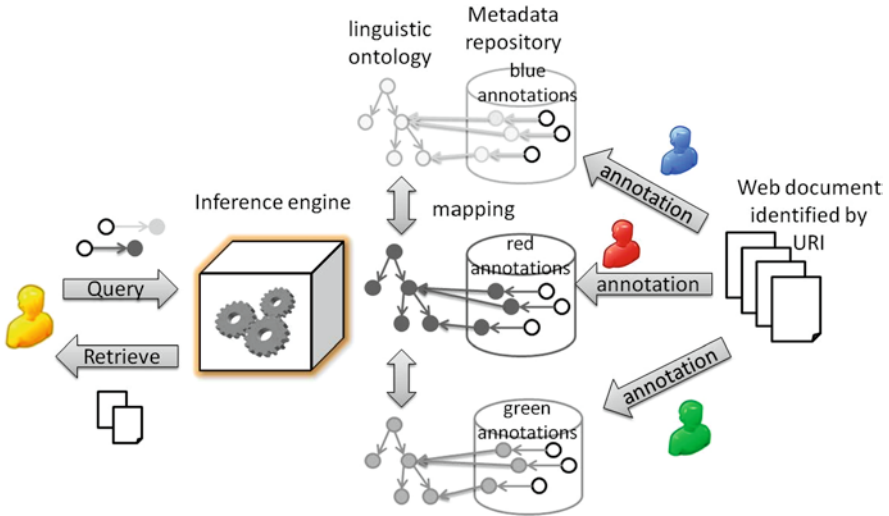 linguistic
ontology
Metadata
repository
blue
annotations
annotation
Web document
identified by
URI
Inference engine
mapping
Query
Retrieve
red
annotations
annotation
green
annotations
annotation